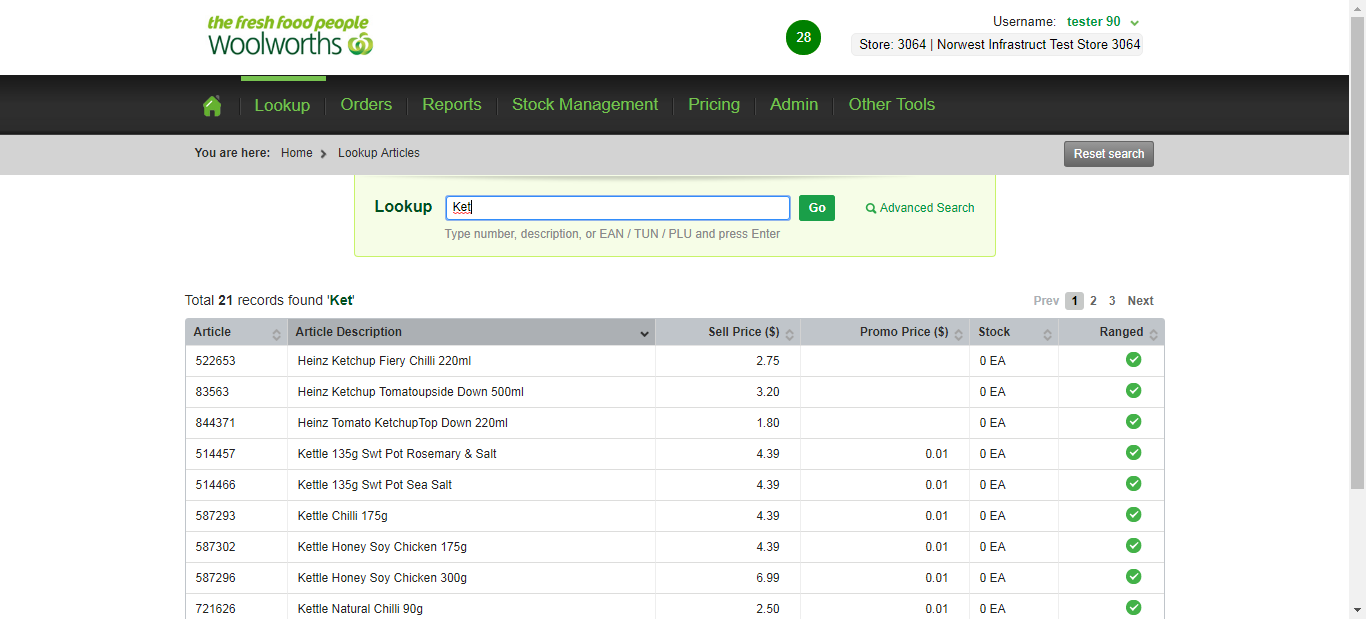 the fresh food people
Woolworths
28
Username: tester 90
Store: 3064 | Norwest Infrastruct Test Store 3064
Lookup Orders Reports Stock Management Pricing Admin Other Tools
You are here: Home Lookup Articles Reset search
Lookup Ket Go Advanced Search
Type number, description, or EAN / TUN / PLU and press Enter
Total 21 records found 'Ket' Prev 1 2 3 Next
Article Article Description Sell Price ($) Promo Price ($) Stock Ranged
522653 Heinz Ketchup Fiery Chilli 220ml 2.75 0 EA
83563 Heinz Ketchup Tomatoupside Down 500ml 3.20 0 EA
844371 Heinz Tomato KetchupTop Down 220ml 1.80 0 EA
514457 Kettle 135g Swt Pot Rosemary & Salt 4.39 0.01 0 EA
514466 Kettle 135g Swt Pot Sea Salt 4.39 0.01 0 EA
587293 Kettle Chilli 175g 4.39 0.01 0 EA
587302 Kettle Honey Soy Chicken 175g 4.39 0.01 0 EA
587296 Kettle Honey Soy Chicken 300g 6.99 0.01 0 EA
721626 Kettle Natural Chilli 90g 2.50 0.01 0 EA